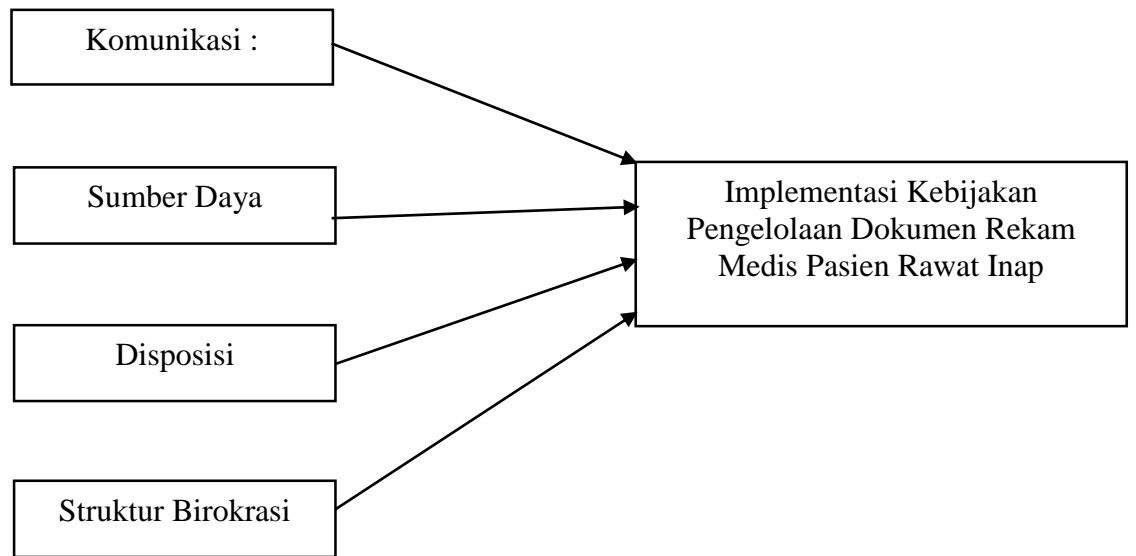 Komunikasi :
Sumber Daya
Disposisi
Struktur Birokrasi
Implementasi Kebijakan
Pengelolaan Dokumen Rekam
Medis Pasien Rawat Inap